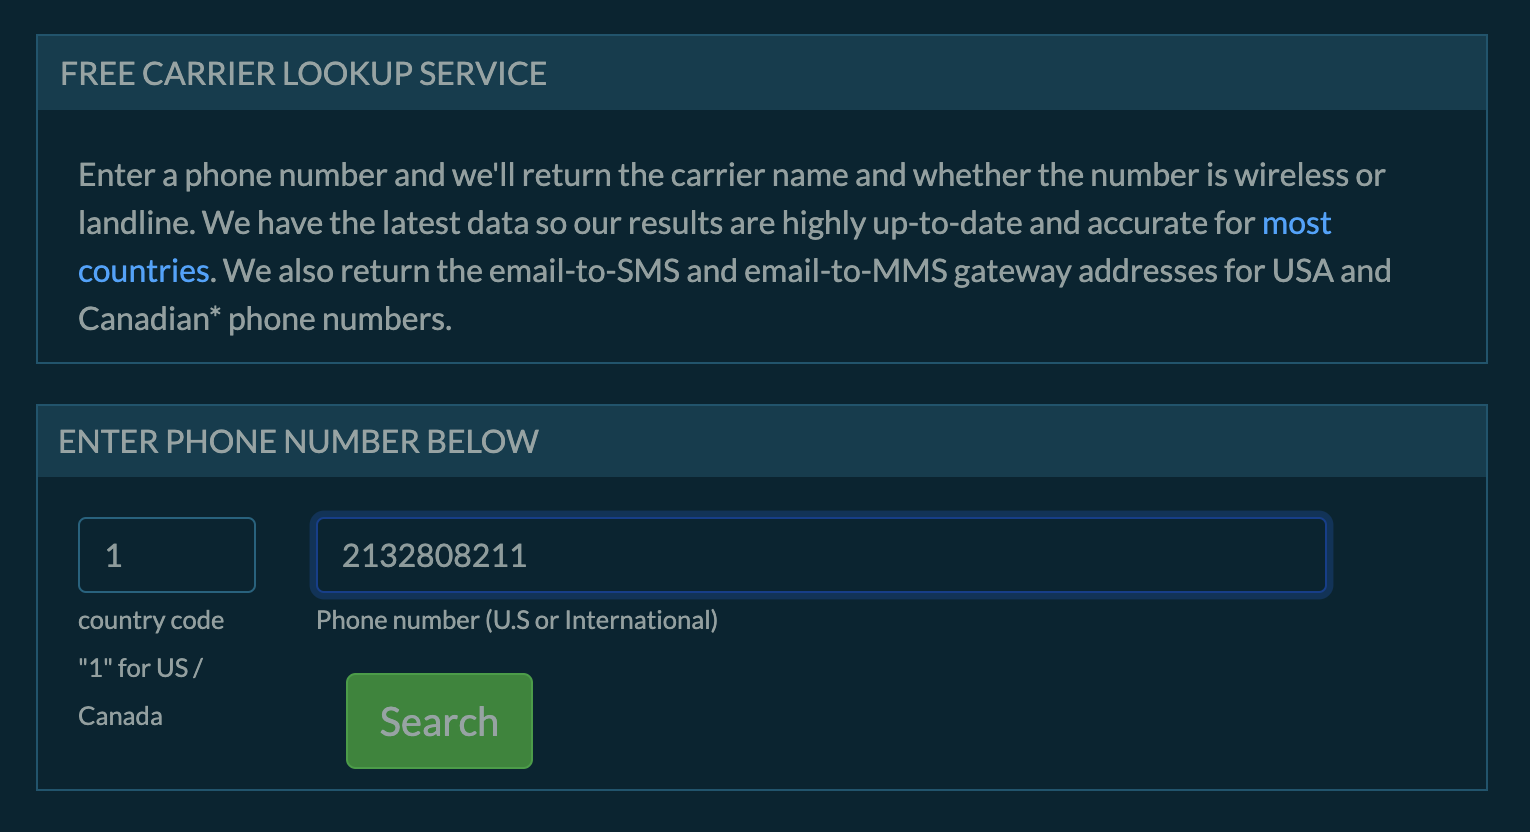 FREE CARRIER LOOKUP SERVICE
Enter a phone number and we'll return the carrier name and whether the number is wireless or
landline. We have the latest data so our results are highly up-to-date and accurate for most
countries. We also return the email-to-SMS and email-to-MMS gateway addresses for USA and
Canadian* phone numbers.
ENTER PHONE NUMBER BELOW
1
2132808211
country code
"1" for US /
Canada
Phone number (U.S or International)
Search